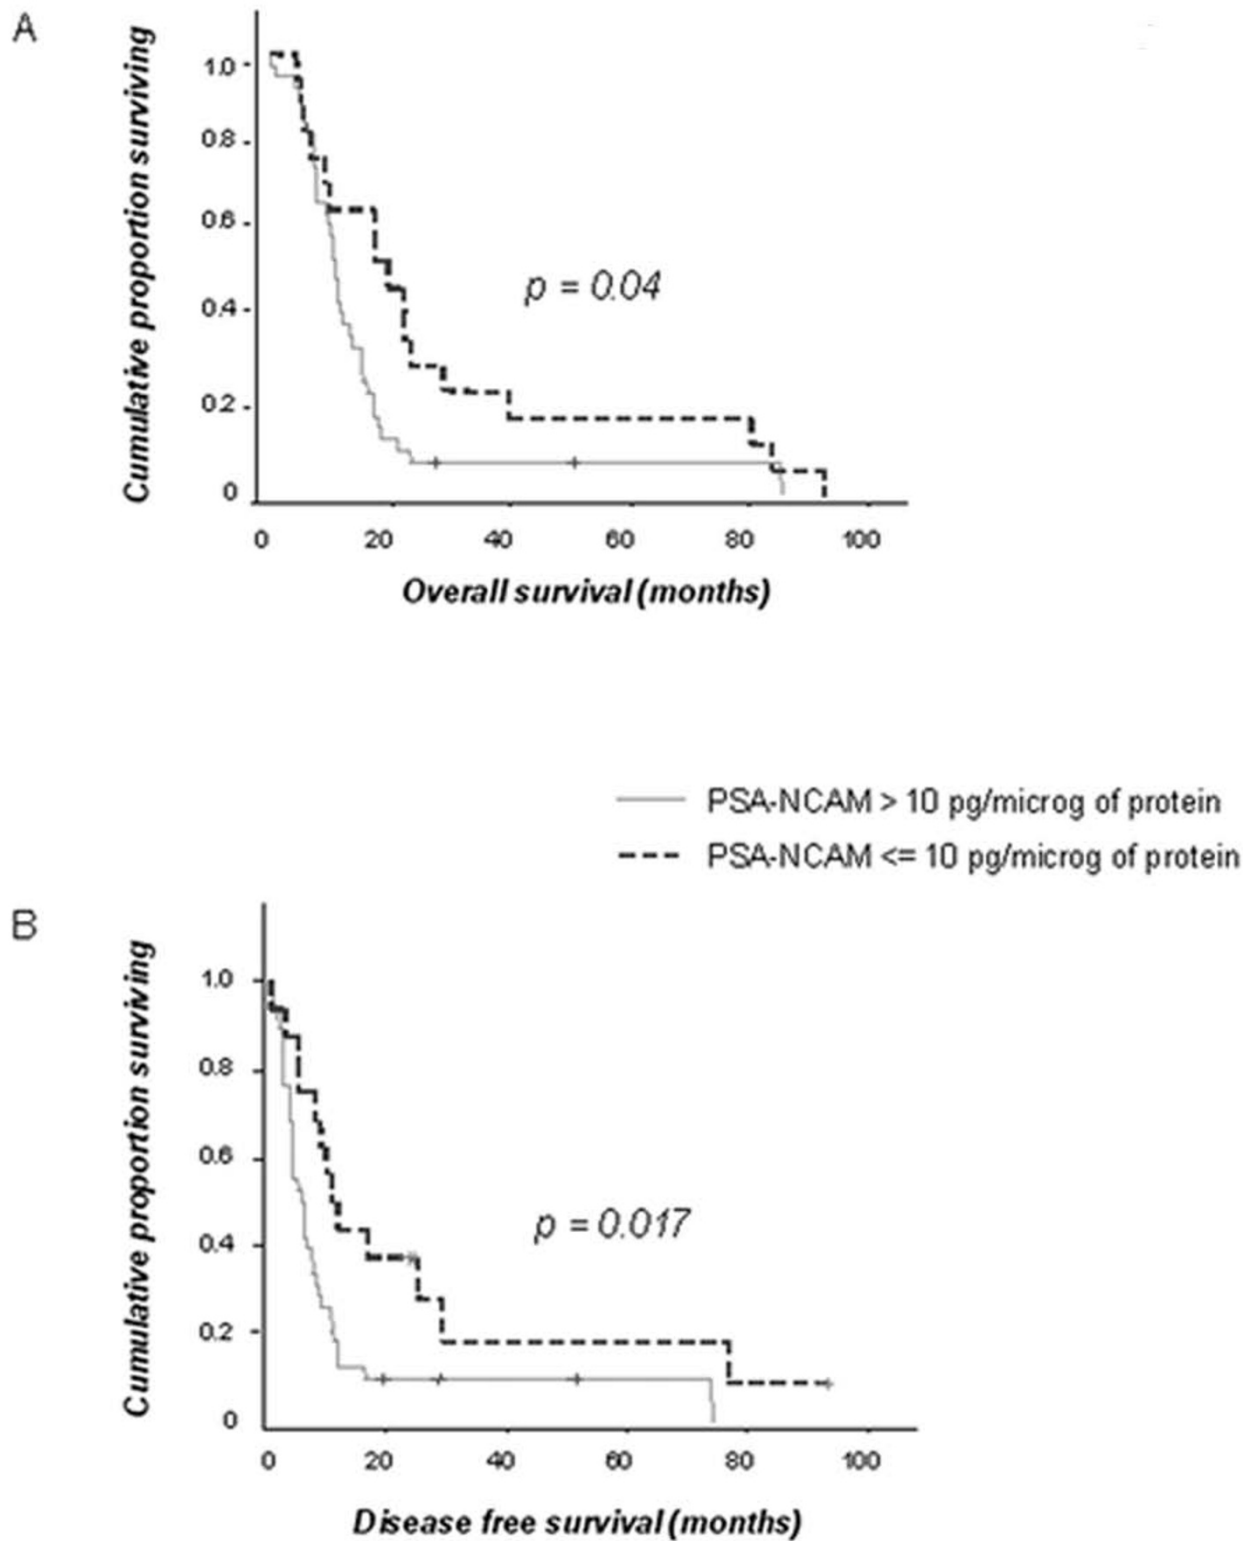 A
Cumulative proportion surviving
1.0
0.8
0.6
0.4
0.2
0
p = 0.04
0 20 40 60 80 100
Overall survival (months)
PSA-NCAM > 10 pg/microg of protein
PSA-NCAM <= 10 pg/microg of protein
B
Cumulative proportion surviving
1.0
0.8
0.6
0.4
0.2
0
p = 0.017
0 20 40 60 80 100
Disease free survival (months)